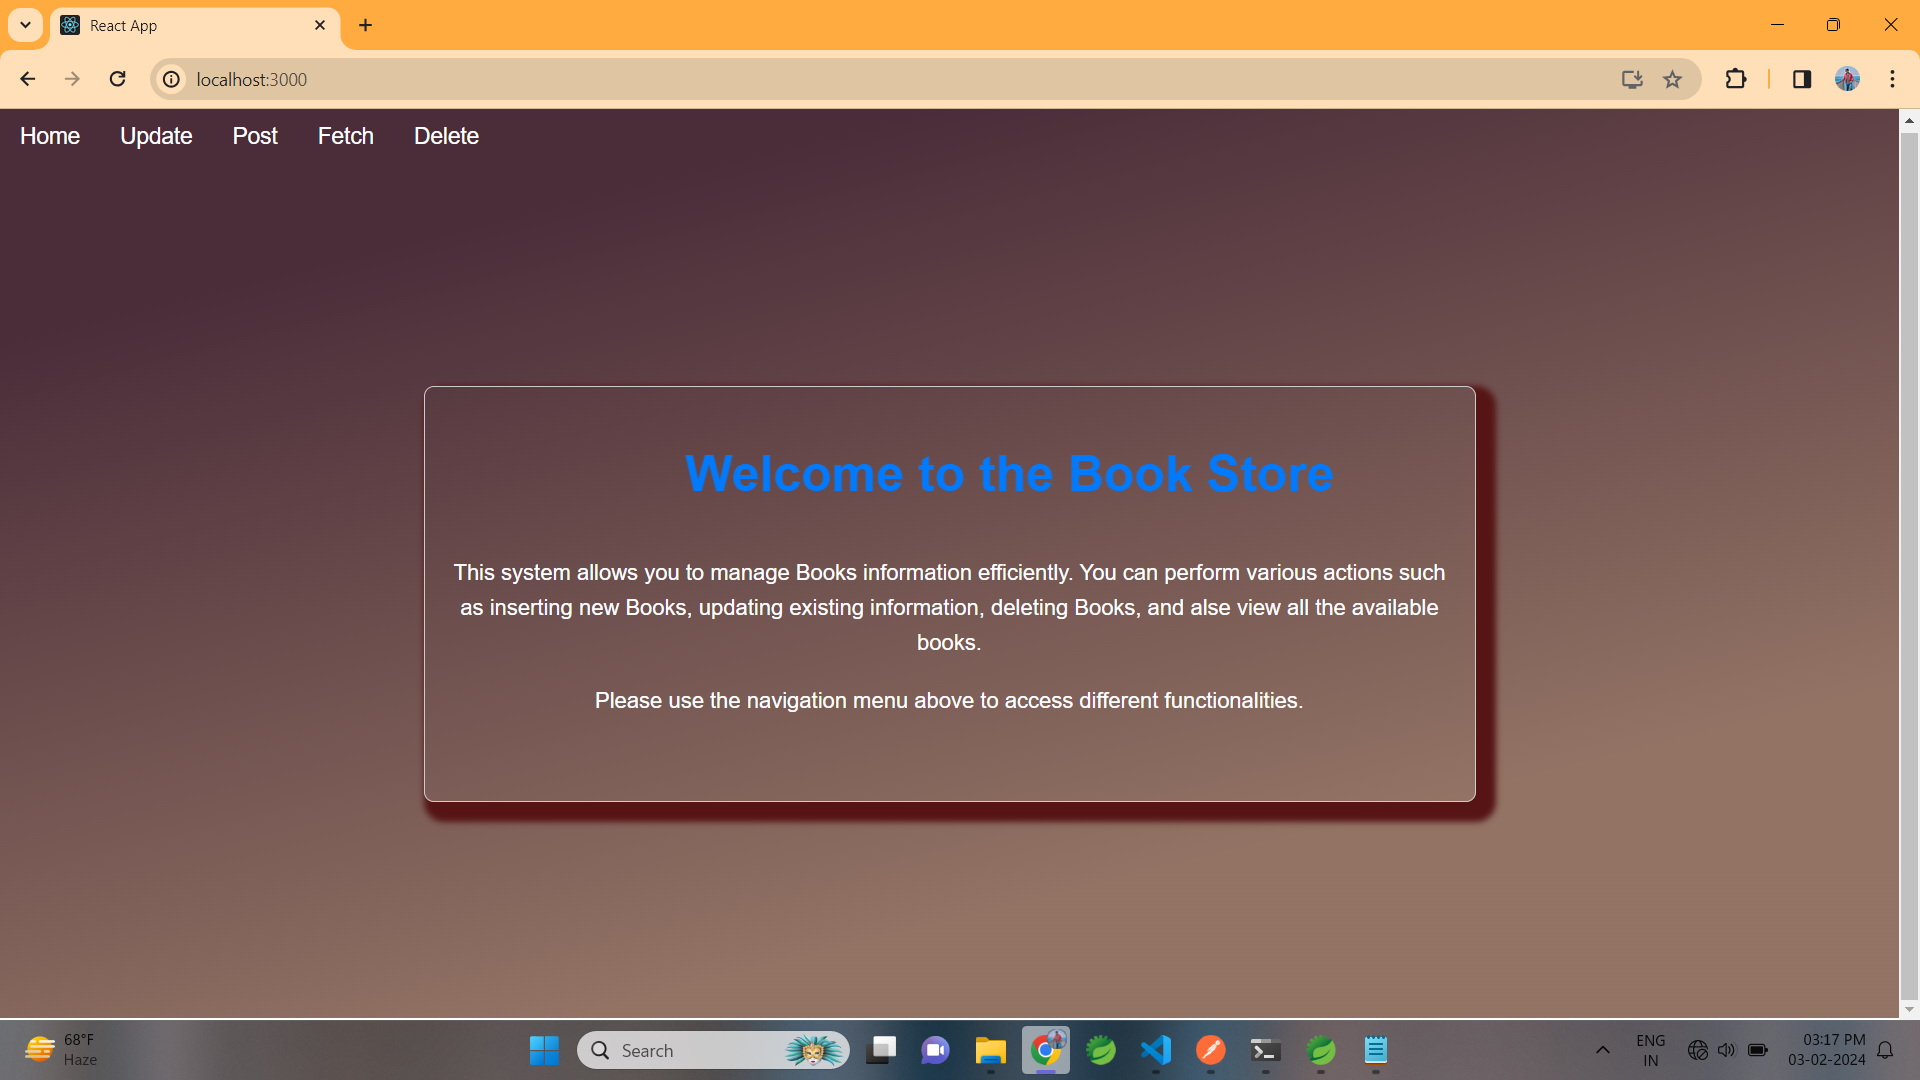 React App
localhost:3000
Home Update Post Fetch Delete
Welcome to the Book Store
This system allows you to manage Books information efficiently. You can perform various actions such
as inserting new Books, updating existing information, deleting Books, and alse view all the available
books.
Please use the navigation menu above to access different functionalities.
68°F
Haze
Search
ENG
IN
03:17 PM
03-02-2024